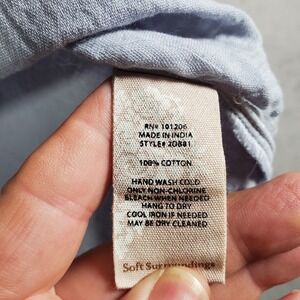 RN# 101206
MADE IN INDIA
STYLE# 2DB81
100% COTTON
HAND WASH COLD
ONLY NON-CHLORINE
BLEACH WHEN NEEDED
HANG TO DRY
COOL IRON IF NEEDED
MAY BE DRY CLEANED
Soft Surroundings